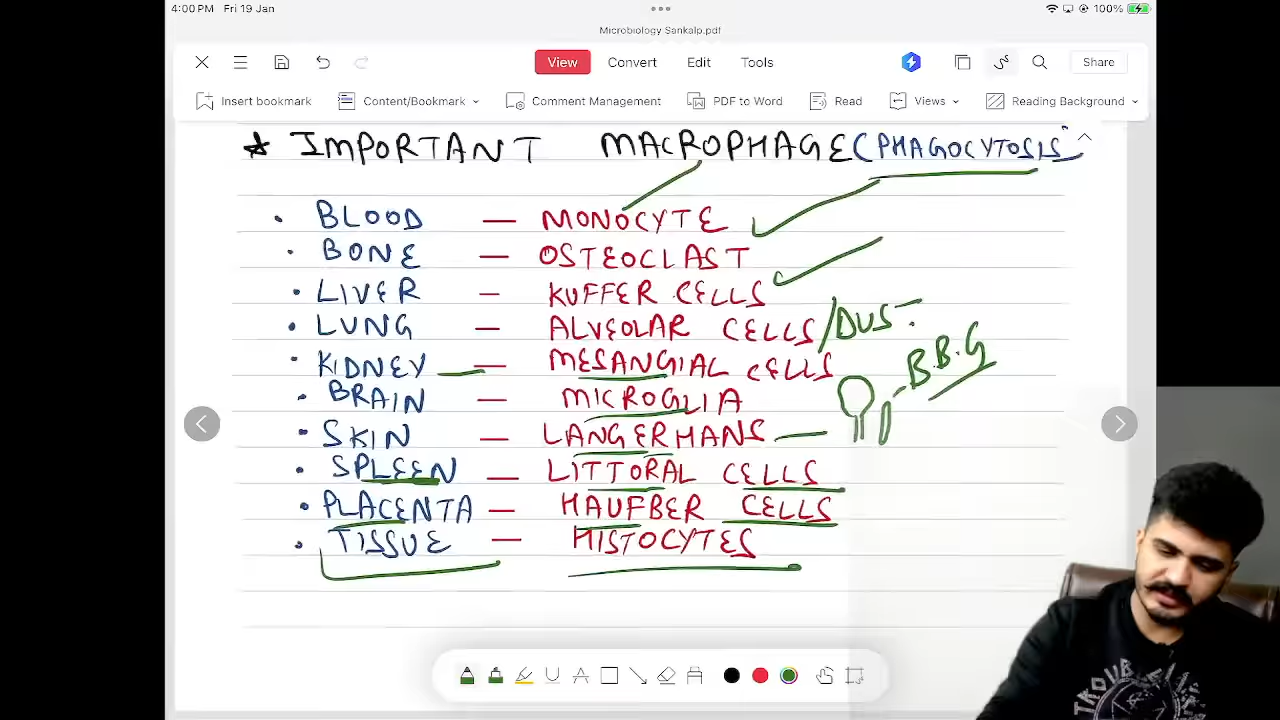 4:00 PM Fri 19 Jan
100%
Microbiology Sankalp.pdf
View Convert Edit Tools Share
Insert bookmark Content/Bookmark Comment Management PDF to Word Read Views Reading Background
★ IMPORTANT MACROPHAGE (PHAGOCYTOSIS)
• BLOOD — MONOCYTE
• BONE — OSTEOCLAST
• LIVER — KUFFER CELLS
• LUNG — ALVEOLAR CELLS / DUST
• KIDNEY — MESANGIAL CELLS
B.B.G
• BRAIN — MICROGLIA
• SKIN — LANGERHANS —
• SPLEEN — LITTORAL CELLS
• PLACENTA — HAUFBER CELLS
• TISSUE — HISTOCYTES
TROUB